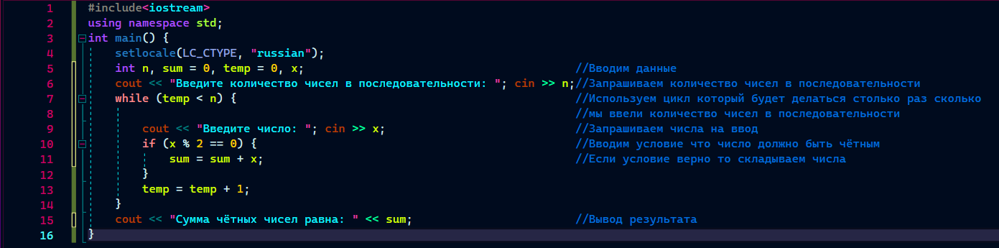 1 #include<iostream>
2 using namespace std;
3 int main() {
4 setlocale(LC_CTYPE, "russian");
5 int n, sum = 0, temp = 0, x; //Вводим данные
6 cout << "Введите количество чисел в последовательности: "; cin >> n;//Запрашиваем количество чисел в последовательности
7 while (temp < n) { //Используем цикл который будет делаться столько раз сколько
8 //мы ввели количество чисел в последовательности
9 cout << "Введите число: "; cin >> x; //Запрашиваем числа на ввод
10 if (x % 2 == 0) { //Вводим условие что число должно быть чётным
11 sum = sum + x; //Если условие верно то складываем числа
12 }
13 temp = temp + 1;
14 }
15 cout << "Сумма чётных чисел равна: " << sum; //Вывод результата
16 }